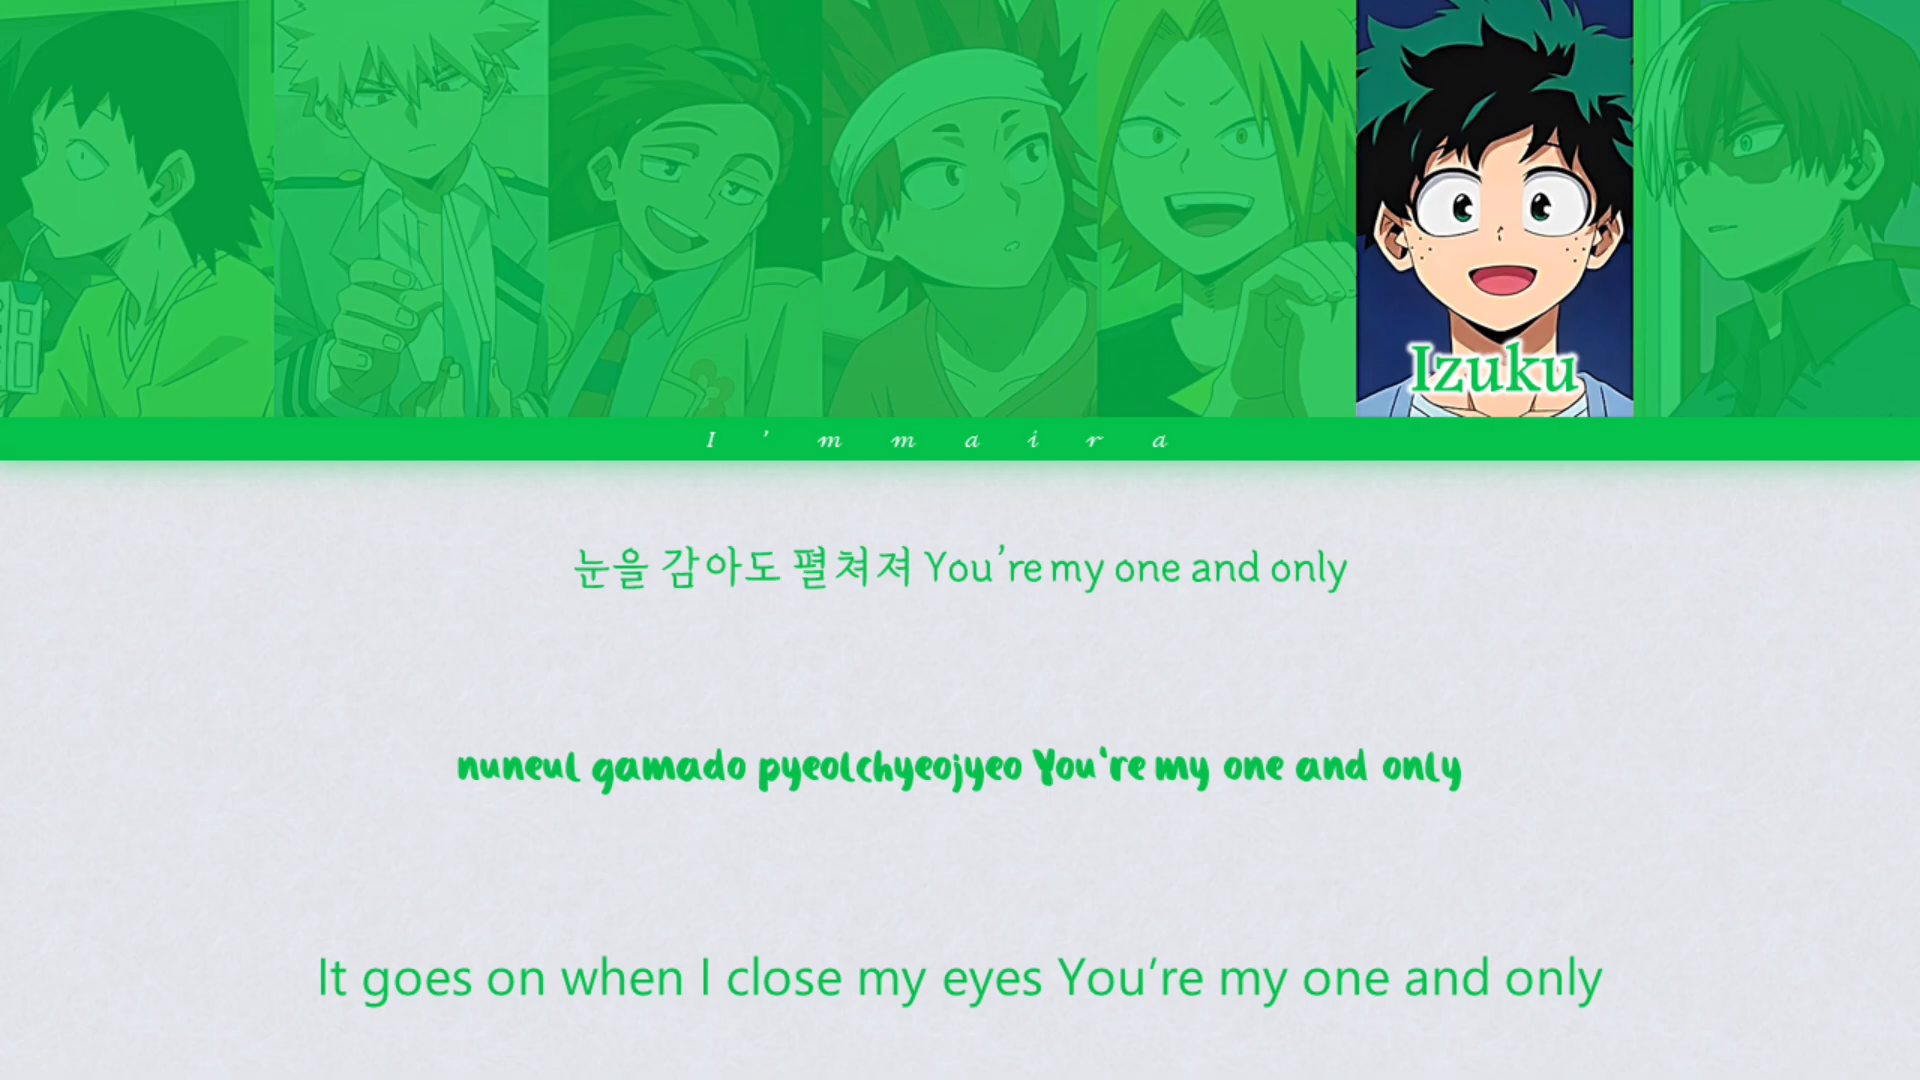 Izuku
I'm maira
눈을 감아도 펼쳐져 You're my one and only
nuneul gamado pyeolchyeojyeo You're my one and only
It goes on when I close my eyes You're my one and only